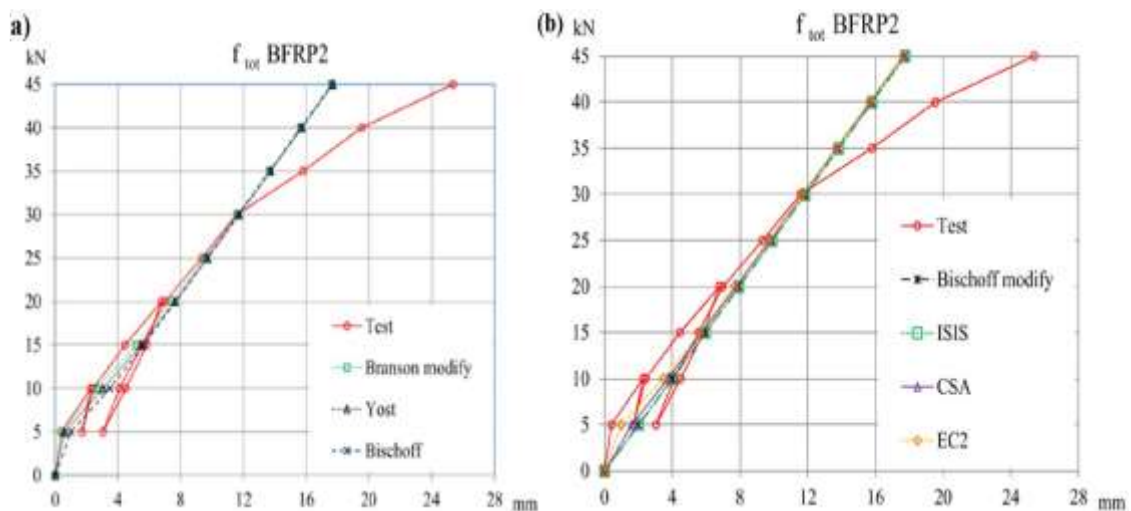 a)
kN
f tot BFRP2
45
40
35
30
25
20
15
10
5
0
0 4 8 12 16 20 24 28 mm
Test
Branson modify
Yost
Bischoff
(b) kN
f tot BFRP2
45
40
35
30
25
20
15
10
5
0
0 4 8 12 16 20 24 28
mm
Test
Bischoff modify
ISIS
CSA
EC2